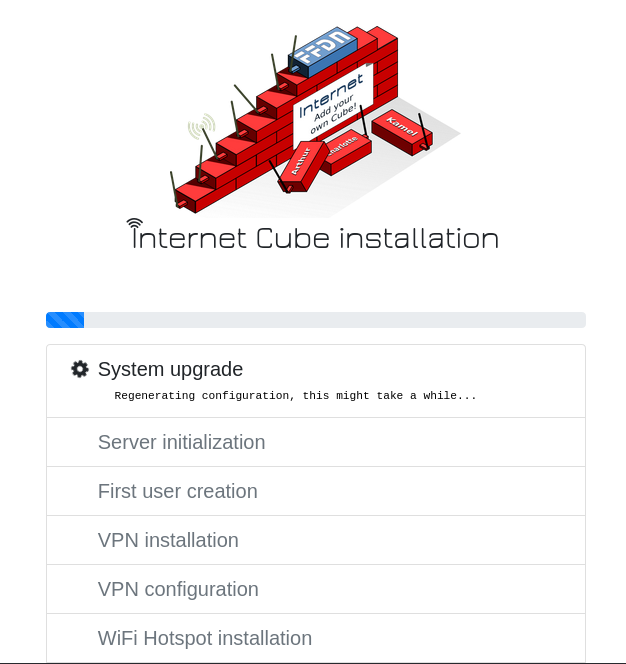 FFDN
Internet
Add your
own Cube!
Kamel
Charlotte
Arthur
Internet Cube installation
System upgrade
Regenerating configuration, this might take a while...
Server initialization
First user creation
VPN installation
VPN configuration
WiFi Hotspot installation